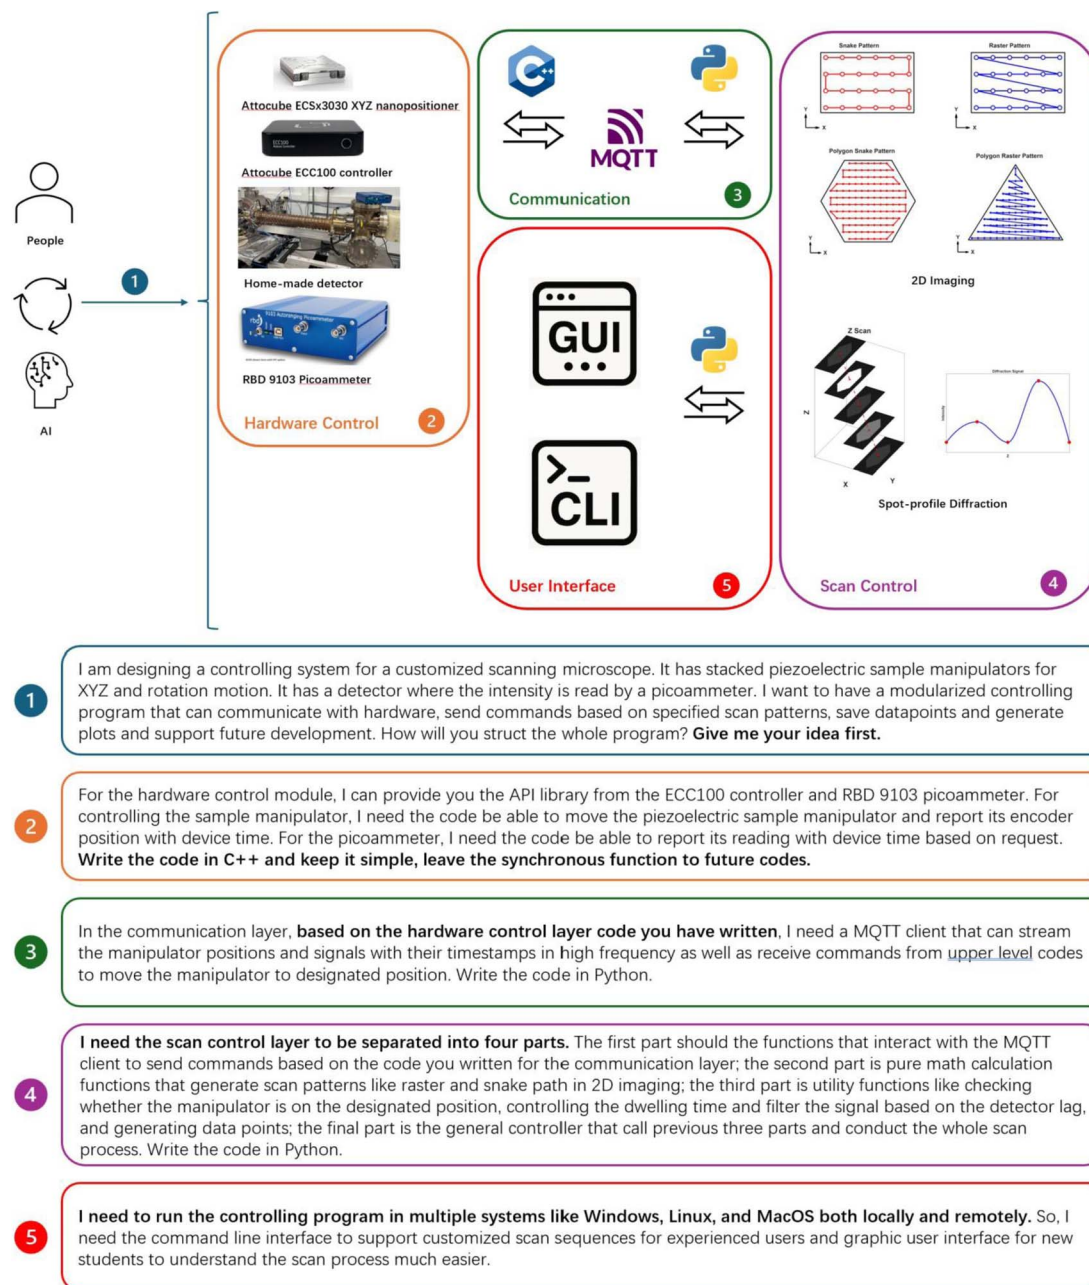 People
1
AI
Attocube ECSx3030 XYZ nanopositioner
ECC100
Attocube ECC100 controller
Home-made detector
rbd
9103 Autoranging Picoammeter
RBD 9103 Picoammeter
Hardware Control
2
C++
MQTT
Communication
3
GUI
>_
CLI
User Interface
5
Snake Pattern
Raster Pattern
Y
X
Y
X
Polygon Snake Pattern
Polygon Raster Pattern
Y
X
Y
X
2D Imaging
Z Scan
Z
X
Y
Diffraction Signal
Intensity
Z
Spot-profile Diffraction
Scan Control
4
1
I am designing a controlling system for a customized scanning microscope. It has stacked piezoelectric sample manipulators for
XYZ and rotation motion. It has a detector where the intensity is read by a picoammeter. I want to have a modularized controlling
program that can communicate with hardware, send commands based on specified scan patterns, save datapoints and generate
plots and support future development. How will you struct the whole program? Give me your idea first.
2
For the hardware control module, I can provide you the API library from the ECC100 controller and RBD 9103 picoammeter. For
controlling the sample manipulator, I need the code be able to move the piezoelectric sample manipulator and report its encoder
position with device time. For the picoammeter, I need the code be able to report its reading with device time based on request.
Write the code in C++ and keep it simple, leave the synchronous function to future codes.
3
In the communication layer, based on the hardware control layer code you have written, I need a MQTT client that can stream
the manipulator positions and signals with their timestamps in high frequency as well as receive commands from upper level codes
to move the manipulator to designated position. Write the code in Python.
4
I need the scan control layer to be separated into four parts. The first part should the functions that interact with the MQTT
client to send commands based on the code you written for the communication layer; the second part is pure math calculation
functions that generate scan patterns like raster and snake path in 2D imaging; the third part is utility functions like checking
whether the manipulator is on the designated position, controlling the dwelling time and filter the signal based on the detector lag,
and generating data points; the final part is the general controller that call previous three parts and conduct the whole scan
process. Write the code in Python.
5
I need to run the controlling program in multiple systems like Windows, Linux, and MacOS both locally and remotely. So, I
need the command line interface to support customized scan sequences for experienced users and graphic user interface for new
students to understand the scan process much easier.